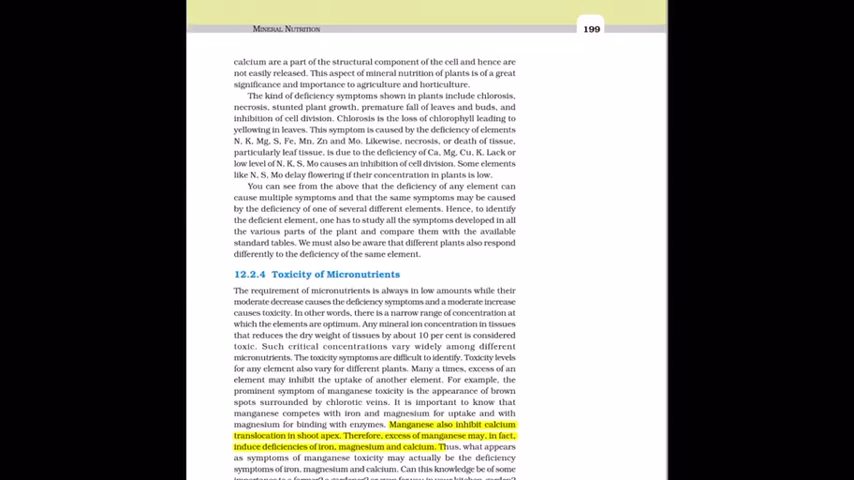 MINERAL NUTRITION
199
calcium are a part of the structural component of the cell and hence are
not easily released. This aspect of mineral nutrition of plants is of a great
significance and importance to agriculture and horticulture.
The kind of deficiency symptoms shown in plants include chlorosis,
necrosis, stunted plant growth, premature fall of leaves and buds, and
inhibition of cell division. Chlorosis is the loss of chlorophyll leading to
yellowing in leaves. This symptom is caused by the deficiency of elements
N, K, Mg, S, Fe, Mn, Zn and Mo. Likewise, necrosis, or death of tissue,
particularly leaf tissue, is due to the deficiency of Ca, Mg, Cu, K. Lack or
low level of N, K, S, Mo causes an inhibition of cell division. Some elements
like N, S, Mo delay flowering if their concentration in plants is low.
You can see from the above that the deficiency of any element can
cause multiple symptoms and that the same symptoms may be caused
by the deficiency of one of several different elements. Hence, to identify
the deficient element, one has to study all the symptoms developed in all
the various parts of the plant and compare them with the available
standard tables. We must also be aware that different plants also respond
differently to the deficiency of the same element.
12.2.4 Toxicity of Micronutrients
The requirement of micronutrients is always in low amounts while their
moderate decrease causes the deficiency symptoms and a moderate increase
causes toxicity. In other words, there is a narrow range of concentration at
which the elements are optimum. Any mineral ion concentration in tissues
that reduces the dry weight of tissues by about 10 per cent is considered
toxic. Such critical concentrations vary widely among different
micronutrients. The toxicity symptoms are difficult to identify. Toxicity levels
for any element also vary for different plants. Many a times, excess of an
element may inhibit the uptake of another element. For example, the
prominent symptom of manganese toxicity is the appearance of brown
spots surrounded by chlorotic veins. It is important to know that
manganese competes with iron and magnesium for uptake and with
magnesium for binding with enzymes. Manganese also inhibit calcium
translocation in shoot apex. Therefore, excess of manganese may, in fact,
induce deficiencies of iron, magnesium and calcium. Thus, what appears
as symptoms of manganese toxicity may actually be the deficiency
symptoms of iron, magnesium and calcium. Can this knowledge be of some
importance to a farmer? a gardener? or even for you in your kitchen-garden?